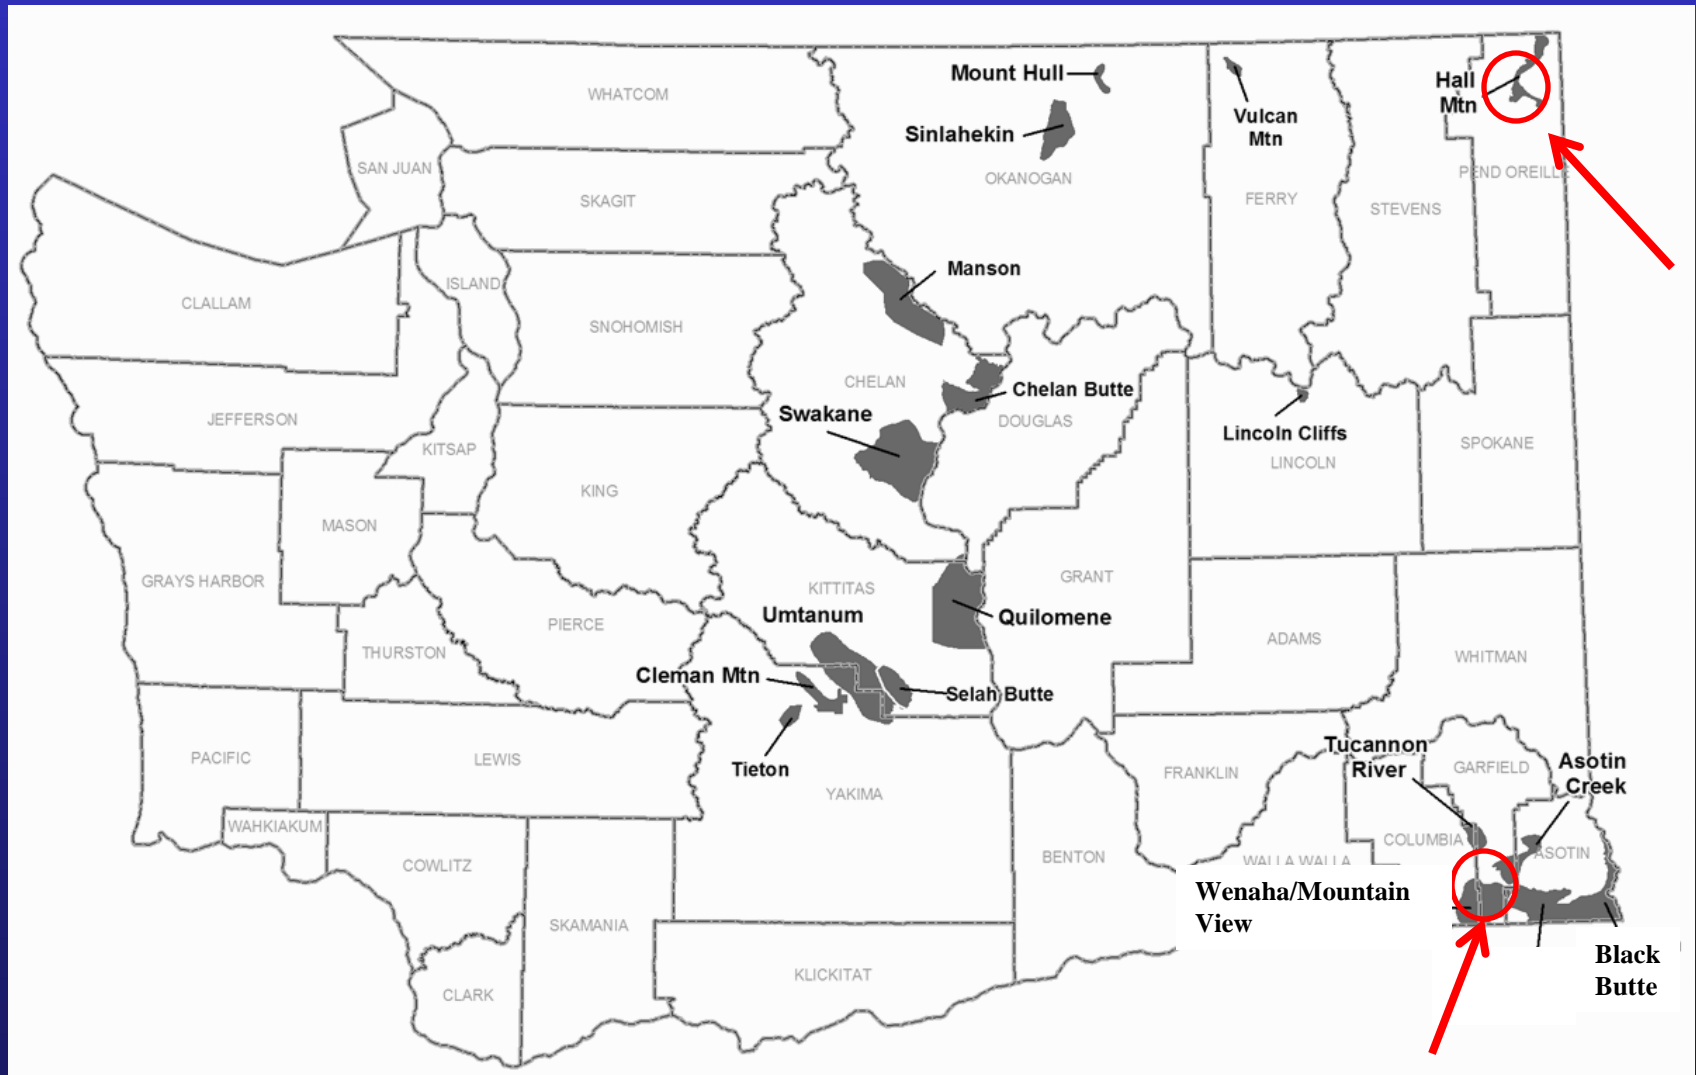 Mount Hull
WHATCOM
Hall
Mtn
Vulcan
Mtn
Sinlahekin
SAN JUAN
OKANOGAN
PEND OREILLE
SKAGIT
FERRY
STEVENS
Manson
ISLAND
CLALLAM
SNOHOMISH
CHELAN
Chelan Butte
Swakane
JEFFERSON
DOUGLAS
Lincoln Cliffs
KITSAP
SPOKANE
LINCOLN
KING
MASON
GRAYS HARBOR
GRANT
KITTITAS
Umtanum
Quilomene
PIERCE
ADAMS
THURSTON
WHITMAN
Cleman Mtn
Selah Butte
Tucannon
River
PACIFIC
LEWIS
Tieton
FRANKLIN
GARFIELD
Asotin
Creek
YAKIMA
WAHKIAKUM
COLUMBIA
ASOTIN
COWLITZ
BENTON
WALLA WALLA
Wenaha/Mountain
View
SKAMANIA
Black
Butte
KLICKITAT
CLARK